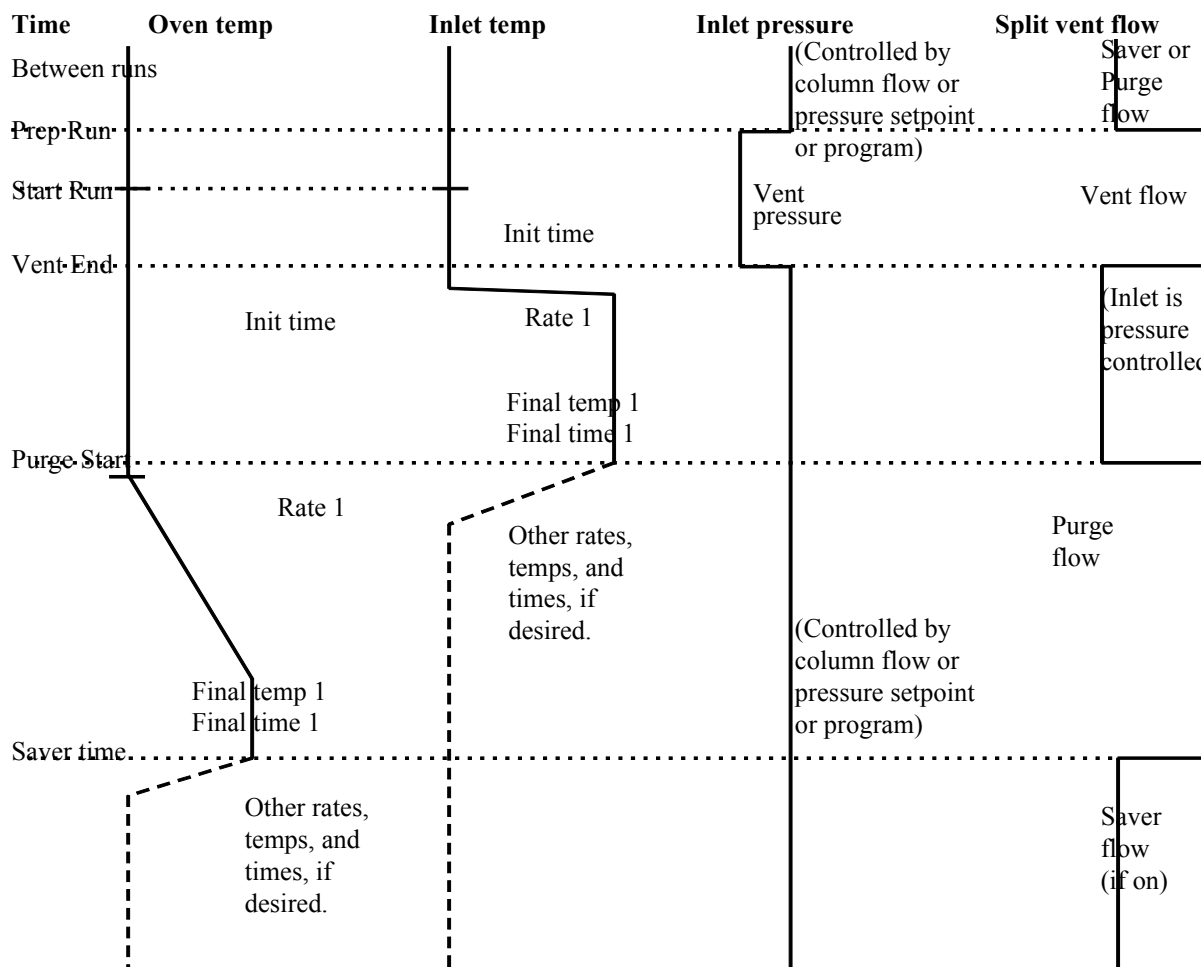 Time Oven temp Inlet temp Inlet pressure Split vent flow
Between runs
(Controlled by
column flow or
pressure setpoint
or program)
Saver or
Purge
flow
Prep Run
Start Run
Vent
pressure
Vent flow
Init time
Vent End
Init time
Rate 1
(Inlet is
pressure
controlled
Final temp 1
Final time 1
Purge Start
Rate 1
Other rates,
temps, and
times, if
desired.
Purge
flow
(Controlled by
column flow or
pressure setpoint
or program)
Final temp 1
Final time 1
Saver time
Other rates,
temps, and
times, if
desired.
Saver
flow
(if on)